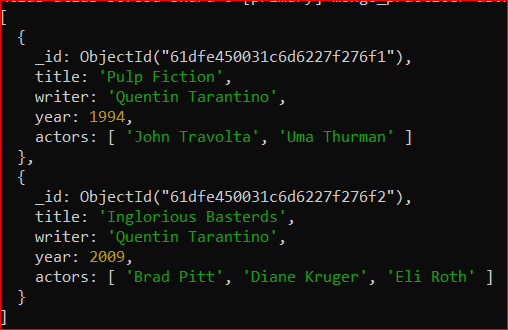 [
{
_id: ObjectId("61dfe450031c6d6227f276f1"),
title: 'Pulp Fiction',
writer: 'Quentin Tarantino',
year: 1994,
actors: [ 'John Travolta', 'Uma Thurman' ]
},
{
_id: ObjectId("61dfe450031c6d6227f276f2"),
title: 'Inglorious Basterds',
writer: 'Quentin Tarantino',
year: 2009,
actors: [ 'Brad Pitt', 'Diane Kruger', 'Eli Roth' ]
}
]